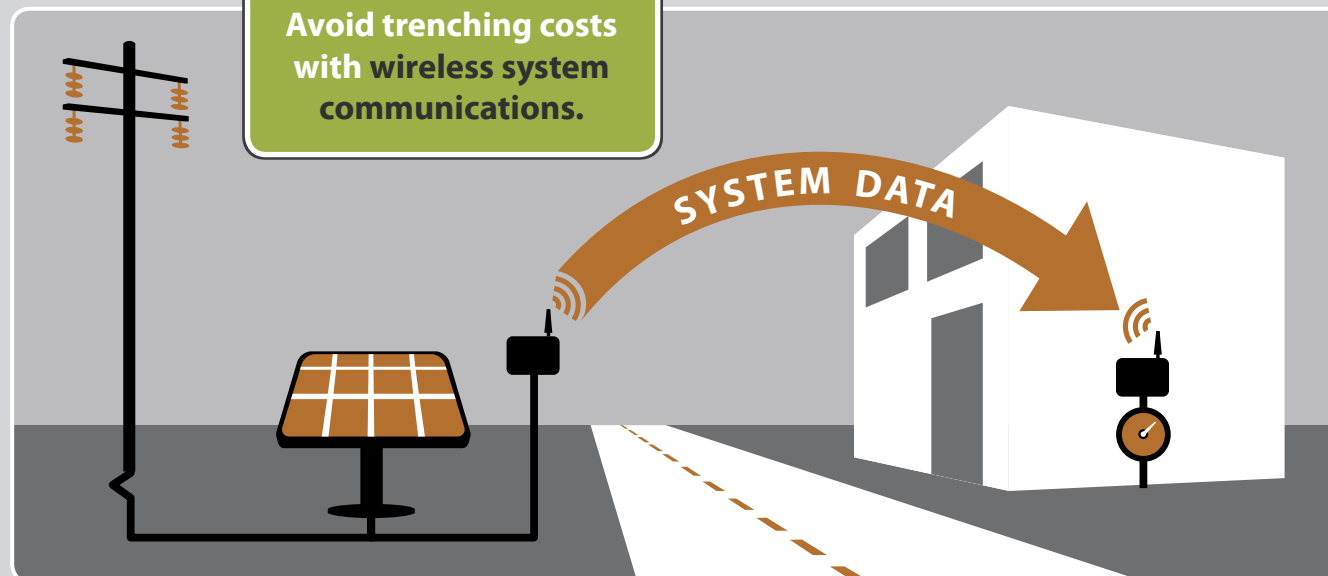 Avoid trenching costs
with wireless system
communications.
SYSTEM DATA